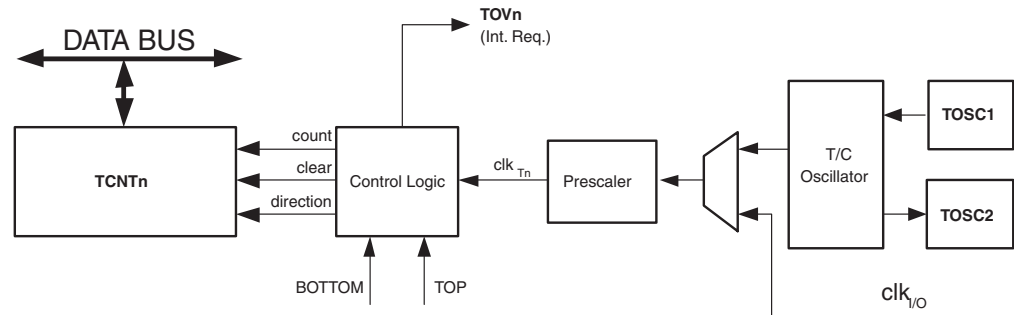 TOVn
(Int. Req.)
DATA BUS
TCNTn
count
clear
direction
Control Logic
clk Tn
Prescaler
T/C
Oscillator
TOSC1
TOSC2
BOTTOM
TOP
clk I/O